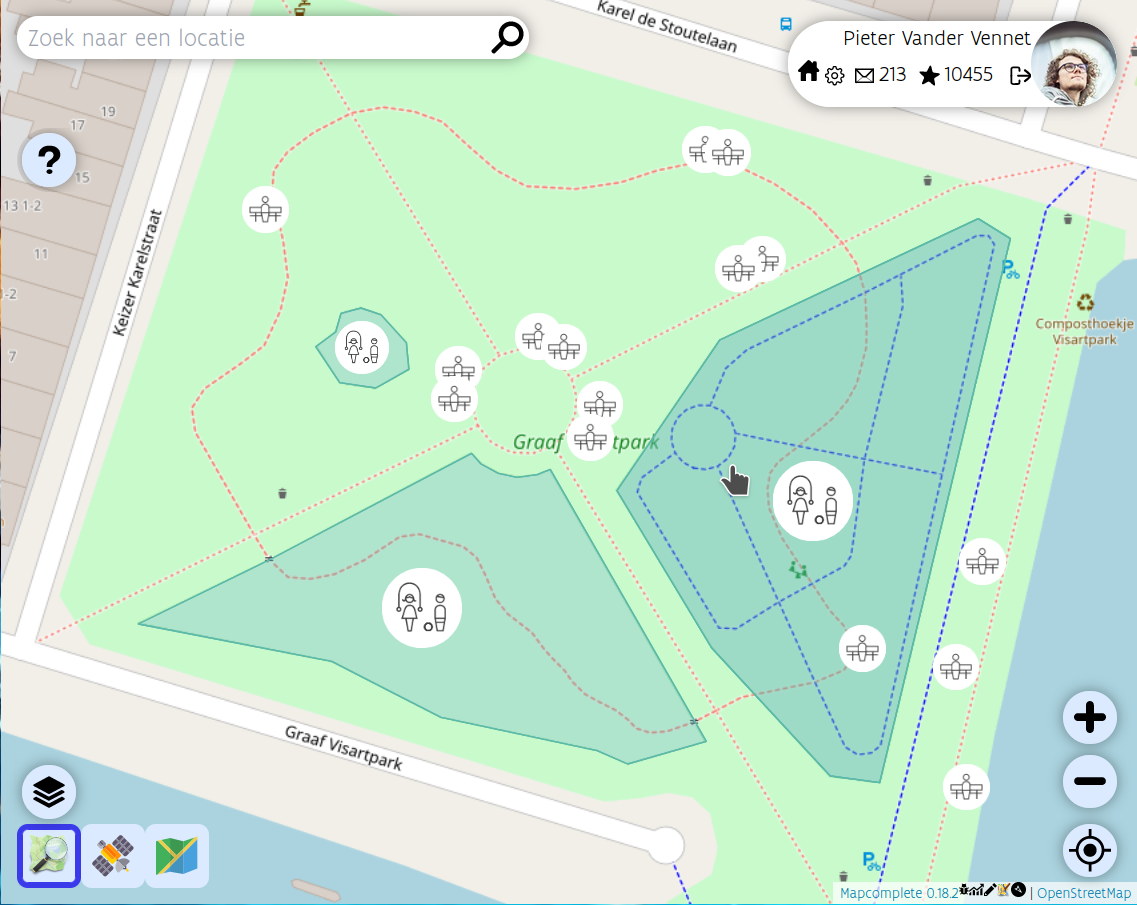 Zoek naar een locatie
Karel de Stoutelaan
Pieter Vander Vennet
213
10455
?
19
17
15
13 1-2
11
-2
7
Keizer Karelstraat
P
Composthoekje
Visartpark
Graaf
tpark
Graaf Visartpark
P
Mapcomplete 0.18.2
| OpenStreetMap